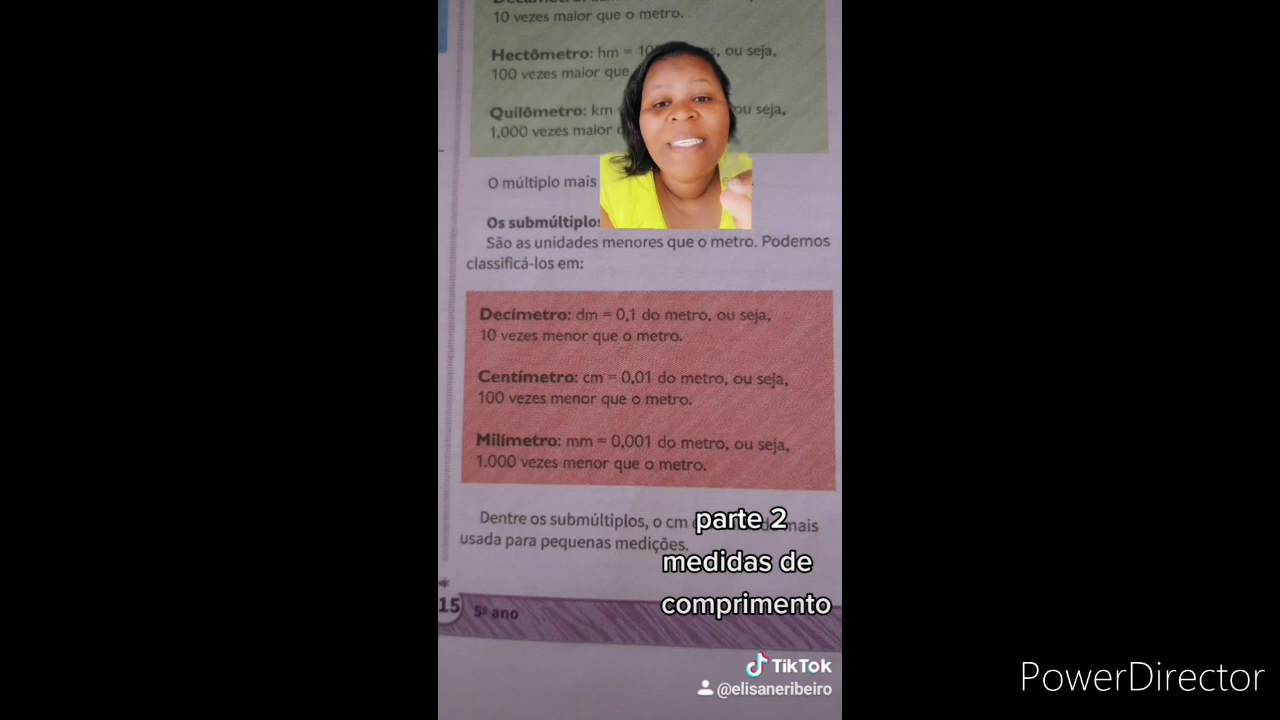 10 vezes maior que o metro.
Hectômetro: hm = ou seja,
100 vezes maior que
Quilômetro: km ou seja,
1.000 vezes maior
O múltiplo mais
Os submúltiplos
São as unidades menores que o metro. Podemos
classificá-los em:
Decímetro: dm = 0,1 do metro, ou seja,
10 vezes menor que o metro.
Centímetro: cm = 0,01 do metro, ou seja,
100 vezes menor que o metro.
Milímetro: mm = 0,001 do metro, ou seja,
1.000 vezes menor que o metro.
Dentre os submúltiplos, o cm mais
usada para pequenas medições.
parte 2
medidas de
comprimento
15 5º ano
TikTok
@elisaneribeiro
PowerDirector